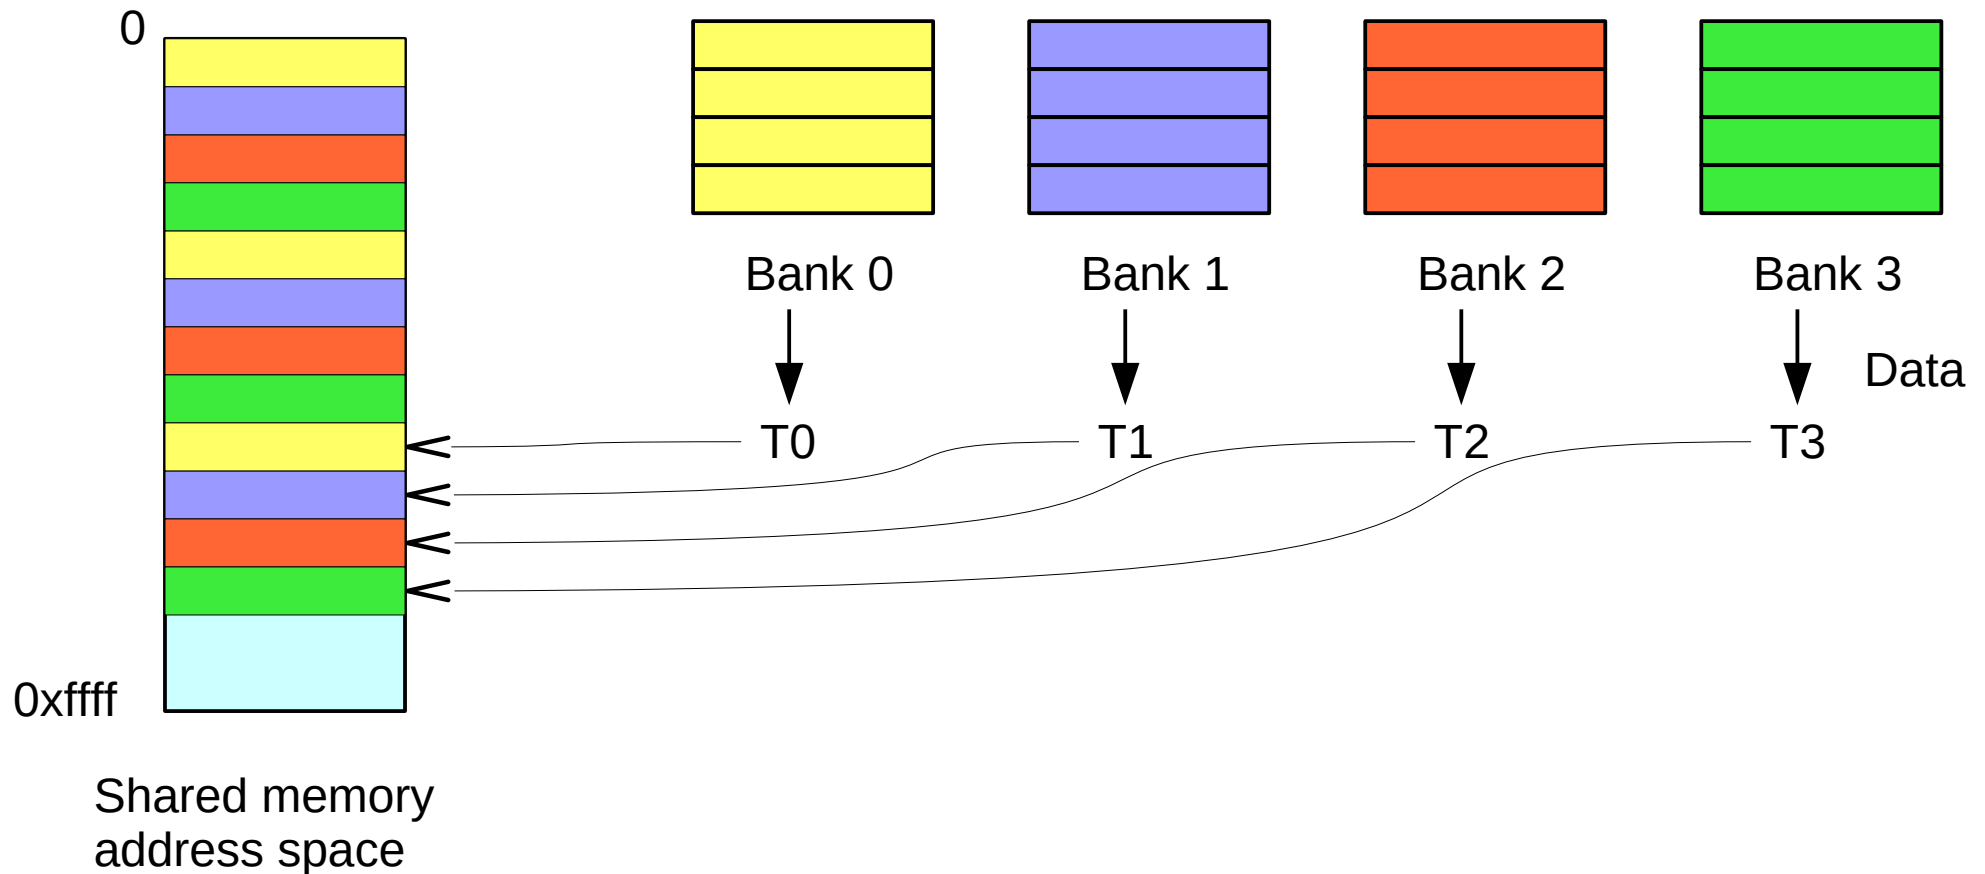 0
Bank 0
Bank 1
Bank 2
Bank 3
Data
T0
T1
T2
T3
0xffff
Shared memory
address space